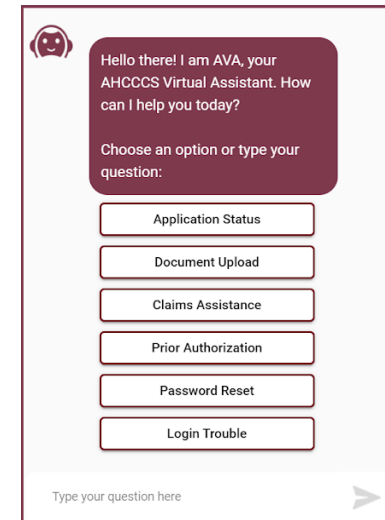 Hello there! I am AVA, your
AHCCCS Virtual Assistant. How
can I help you today?
Choose an option or type your
question:
Application Status
Document Upload
Claims Assistance
Prior Authorization
Password Reset
Login Trouble
Type your question here